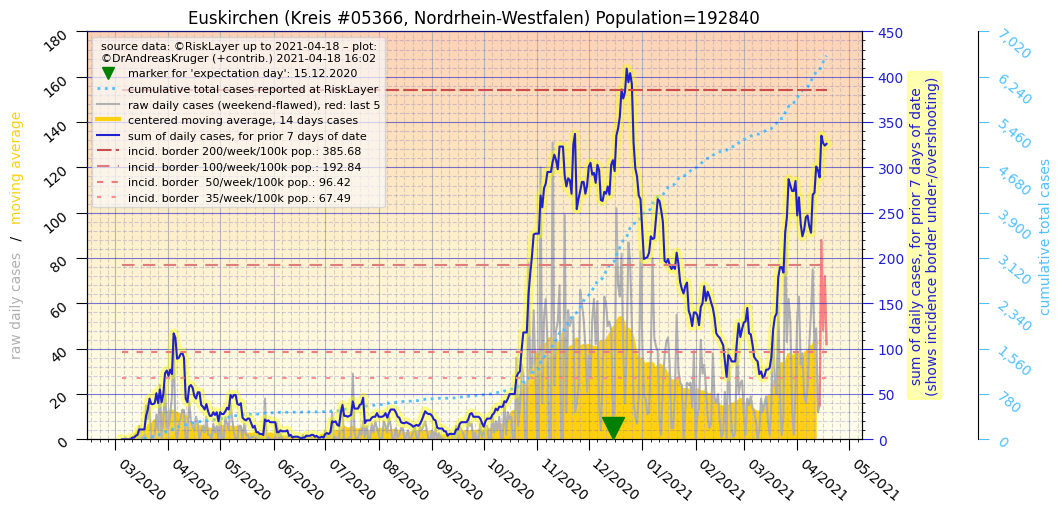 Euskirchen (Kreis #05366, Nordrhein-Westfalen) Population=192840
source data: ©RiskLayer up to 2021-04-18 – plot:
©DrAndreasKruger (+contrib.) 2021-04-18 16:02
marker for 'expectation day': 15.12.2020
cumulative total cases reported at RiskLayer
raw daily cases (weekend-flawed), red: last 5
centered moving average, 14 days cases
sum of daily cases, for prior 7 days of date
incid. border 200/week/100k pop.: 385.68
incid. border 100/week/100k pop.: 192.84
incid. border  50/week/100k pop.: 96.42
incid. border  35/week/100k pop.: 67.49
raw daily cases  /  moving average
180
160
140
120
100
80
60
40
20
0
03/2020
04/2020
05/2020
06/2020
07/2020
08/2020
09/2020
10/2020
11/2020
12/2020
01/2021
02/2021
03/2021
04/2021
05/2021
450
400
350
300
250
200
150
100
50
0
sum of daily cases, for prior 7 days of date
(shows incidence border under-/overshooting)
7,020
6,240
5,460
4,680
3,900
3,120
2,340
1,560
780
0
cumulative total cases